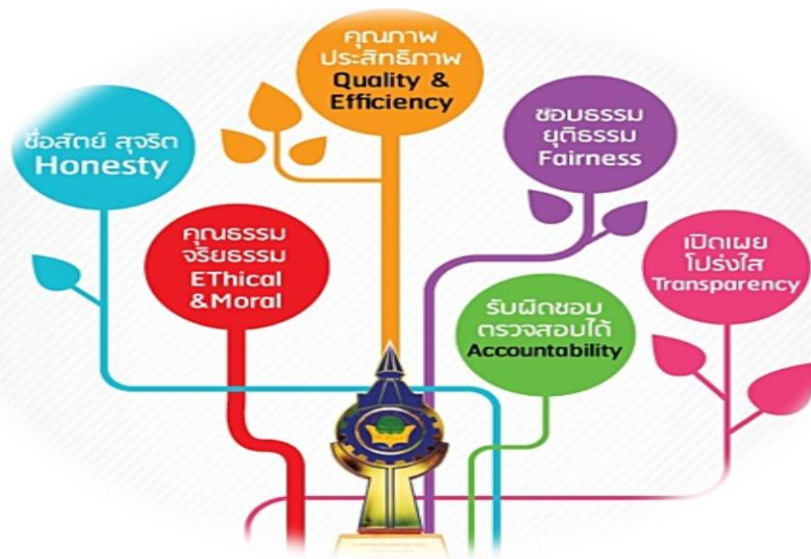 คุณภาพ
ประสิทธิภาพ
Quality &
Efficiency
ซื่อสัตย์ สุจริต
Honesty
ชอบธรรม
ยุติธรรม
Fairness
คุณธรรม
จริยธรรม
EThical
&Moral
เปิดเผย
โปร่งใส
Transparency
รับผิดชอบ
ตรวจสอบได้
Accountability